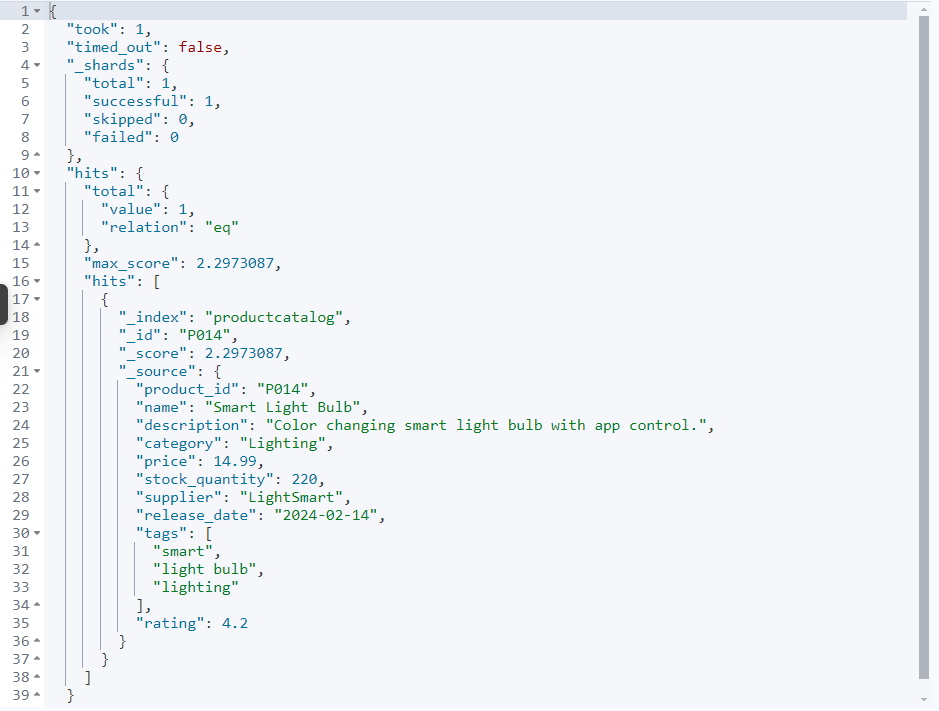 1 {
2   "took": 1,
3   "timed_out": false,
4   "_shards": {
5     "total": 1,
6     "successful": 1,
7     "skipped": 0,
8     "failed": 0
9   },
10   "hits": {
11     "total": {
12       "value": 1,
13       "relation": "eq"
14     },
15     "max_score": 2.2973087,
16     "hits": [
17       {
18         "_index": "productcatalog",
19         "_id": "P014",
20         "_score": 2.2973087,
21         "_source": {
22           "product_id": "P014",
23           "name": "Smart Light Bulb",
24           "description": "Color changing smart light bulb with app control.",
25           "category": "Lighting",
26           "price": 14.99,
27           "stock_quantity": 220,
28           "supplier": "LightSmart",
29           "release_date": "2024-02-14",
30           "tags": [
31             "smart",
32             "light bulb",
33             "lighting"
34           ],
35           "rating": 4.2
36         }
37       }
38     ]
39   }